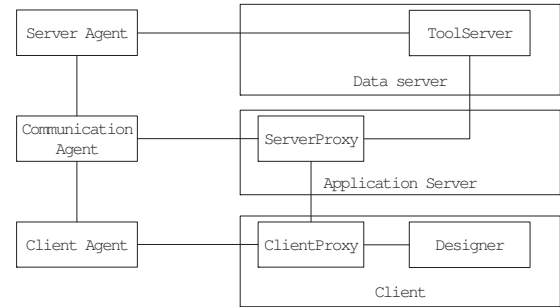 Server Agent
ToolServer
Data server
Communication
Agent
ServerProxy
Application Server
Client Agent
ClientProxy
Designer
Client